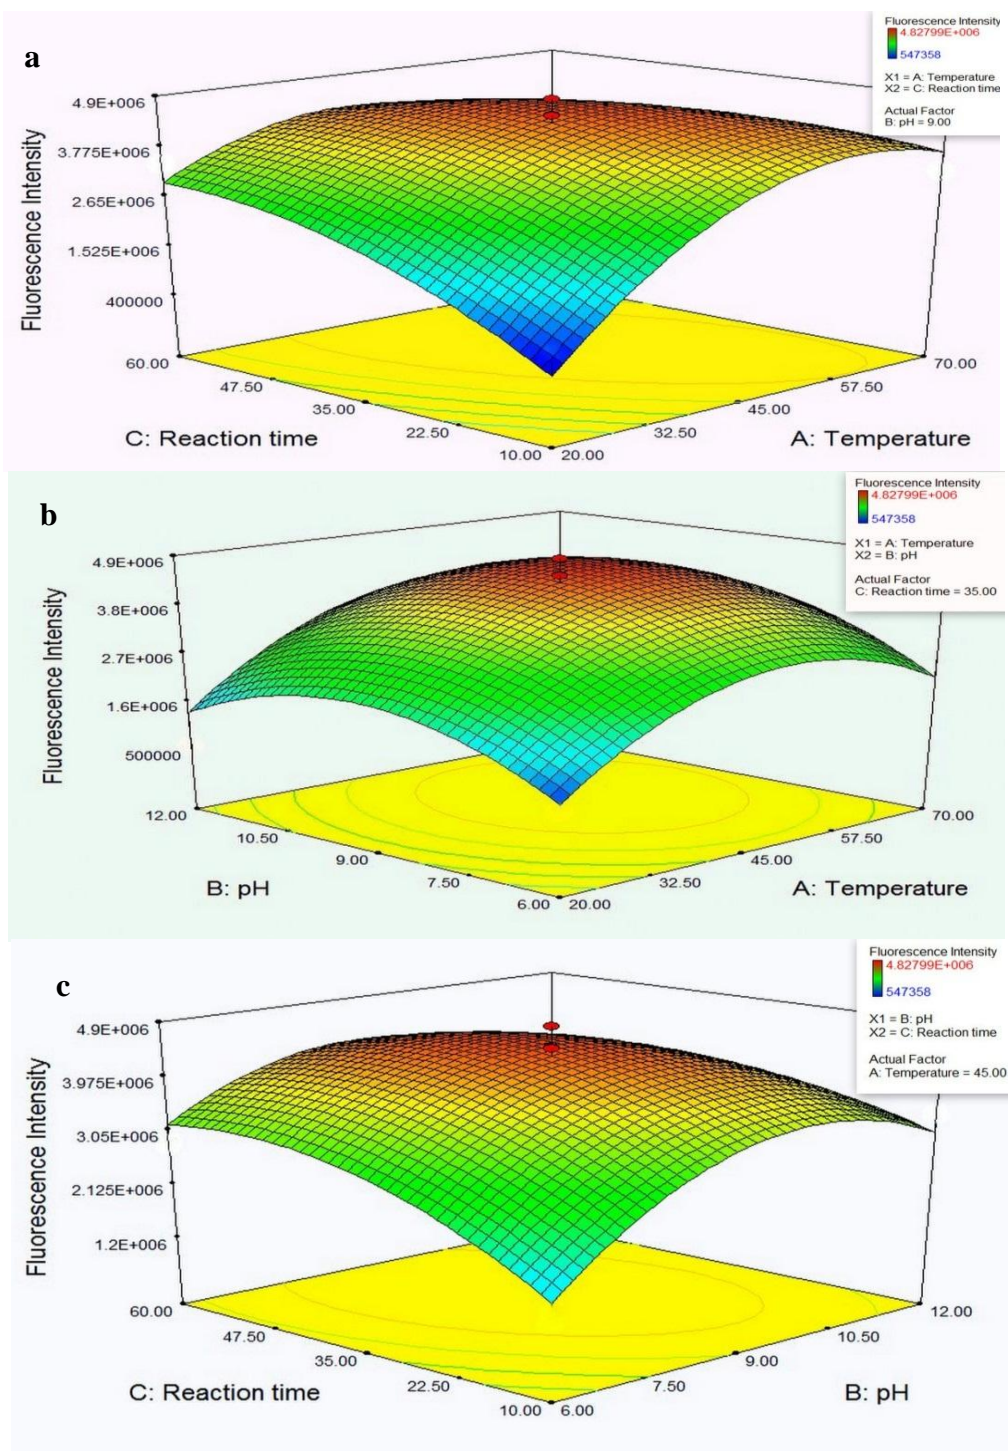 a
Fluorescence Intensity
4.82799E+006
547358
X1 = A: Temperature
X2 = C: Reaction time
Actual Factor
B: pH = 9.00
4.9E+006
3.775E+006
2.65E+006
1.525E+006
400000
Fluorescence Intensity
60.00
47.50
35.00
22.50
10.00
20.00
32.50
45.00
57.50
70.00
C: Reaction time
A: Temperature
b
Fluorescence Intensity
4.82799E+006
547358
X1 = A: Temperature
X2 = B: pH
Actual Factor
C: Reaction time = 35.00
4.9E+006
3.8E+006
2.7E+006
1.6E+006
500000
Fluorescence Intensity
12.00
10.50
9.00
7.50
6.00
20.00
32.50
45.00
57.50
70.00
B: pH
A: Temperature
c
Fluorescence Intensity
4.82799E+006
547358
X1 = B: pH
X2 = C: Reaction time
Actual Factor
A: Temperature = 45.00
4.9E+006
3.975E+006
3.05E+006
2.125E+006
1.2E+006
Fluorescence Intensity
60.00
47.50
35.00
22.50
10.00
6.00
7.50
9.00
10.50
12.00
C: Reaction time
B: pH